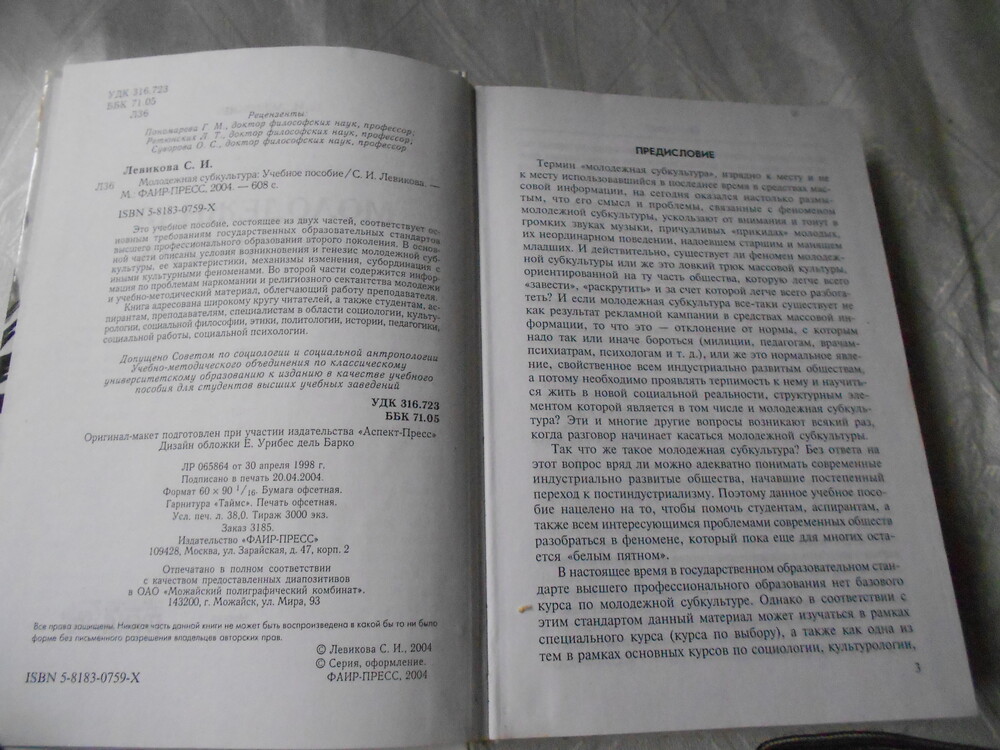 УДК 316.723
ББК 71.05
Л36
Рецензенты
Пономарева Г. М., доктор философских наук, профессор;
Л. Т., доктор философских наук, профессор;
Суворова О. С., доктор философских наук, профессор
Левикова С. И.
Л36 Молодежная субкультура: Учебное пособие/С. И. Левикова. —
М.: ФАИР-ПРЕСС, 2004. — 608 с.
ISBN 5-8183-0759-X
Это учебное пособие, состоящее из двух частей, соответствует ос-
новным требованиям государственных образовательных стандартов
высшего профессионального образования второго поколения. В основ-
ной части описаны условия возникновения и генезис молодежной суб-
культуры, ее характеристики, механизмы изменения, субординация с
иными культурными феноменами. Во второй части содержится инфор-
мация по проблемам наркомании и религиозного сектантства молодежи
и учебно-методический материал, облегчающий работу преподавателя.
Книга адресована широкому кругу читателей, а также студентам, ас-
пирантам, преподавателям, специалистам в области социологии, культу-
рологии, социальной философии, этики, политологии, истории, педагогики,
социальной работы, социальной психологии.
Допущено Советом по социологии и социальной антропологии
Учебно-методического объединения по классическому
университетскому образованию к изданию в качестве учебного
пособия для студентов высших учебных заведений
УДК 316.723
ББК 71.05
Оригинал-макет подготовлен при участии издательства «Аспект-Пресс»
Дизайн обложки Е. Урибес дель Барко
ЛР 065864 от 30 апреля 1998 г.
Подписано в печать 20.04.2004.
Формат 60 × 90 1/16. Бумага офсетная.
Гарнитура «Таймс». Печать офсетная.
Усл. печ. л. 38,0. Тираж 3000 экз.
Заказ 3185.
Издательство «ФАИР-ПРЕСС»
109428, Москва, ул. Зарайская, д. 47, корп. 2
Отпечатано в полном соответствии
с качеством предоставленных диапозитивов
в ОАО «Можайский полиграфический комбинат».
143200, г. Можайск, ул. Мира, 93
Все права защищены. Никакая часть данной книги не может быть воспроизведена в какой бы то ни было
форме без письменного разрешения владельцев авторских прав.
© Левикова С. И., 2004
© Серия, оформление.
ФАИР-ПРЕСС, 2004
ISBN 5-8183-0759-X
ПРЕДИСЛОВИЕ
Термин «молодежная субкультура», изрядно к месту и не
к месту использовавшийся в последнее время в средствах мас-
совой информации, на сегодня оказался настолько размы-
тым, что его смысл и проблемы, связанные с феноменом
молодежной субкультуры, ускользают от внимания и тонут в
громких звуках музыки, причудливых «прикидах» молодых,
их неординарном поведении, надоевшем старшим и манящем
младших. И действительно, существует ли феномен молодеж-
ной субкультуры или же это ловкий трюк массовой культуры,
ориентированной на ту часть общества, которую легче всего
«завести», «раскрутить» и за счет которой легче всего разбога-
теть? И если молодежная субкультура все-таки существует не
как результат рекламной кампании в средствах массовой ин-
формации, то что это — отклонение от нормы, с которым
надо так или иначе бороться (милиции, педагогам, врачам-
психиатрам, психологам и т. д.), или же это нормальное явле-
ние, свойственное всем индустриально развитым обществам,
а потому необходимо проявлять терпимость к нему и научить-
ся жить в новой социальной реальности, структурным эле-
ментом которой является в том числе и молодежная субкуль-
тура? Эти и многие другие вопросы возникают всякий раз,
когда разговор начинает касаться молодежной субкультуры.
Так что же такое молодежная субкультура? Без ответа на
этот вопрос вряд ли можно адекватно понимать современные
индустриально развитые общества, начавшие постепенный
переход к постиндустриализму. Поэтому данное учебное посо-
бие нацелено на то, чтобы помочь студентам, аспирантам, а
также всем интересующимся проблемами современных обществ
разобраться в феномене, который пока еще для многих оста-
ется «белым пятном».
В настоящее время в государственном образовательном стан-
дарте высшего профессионального образования нет базового
курса по молодежной субкультуре. Однако в соответствии с
этим стандартом данный материал может изучаться в рамках
специального курса (курса по выбору), а также как одна из
тем в рамках основных курсов по социологии, культурологии,
3